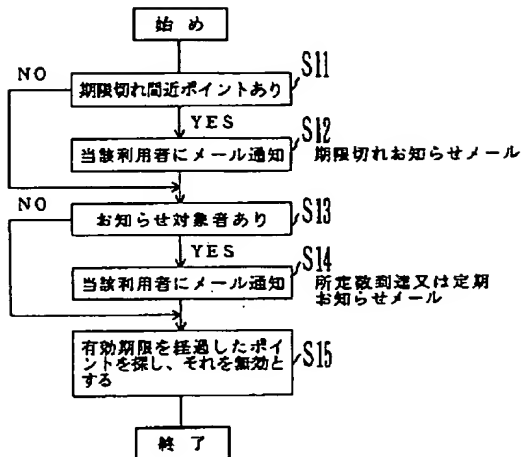 始め
S11
NO
期限切れ間近ポイントあり
YES
S12
当該利用者にメール通知
期限切れお知らせメール
NO
S13
お知らせ対象者あり
YES
S14
当該利用者にメール通知
所定数到達又は定期
お知らせメール
有効期限を経過したポ
イントを探し、それを無効と
する
S15
終了